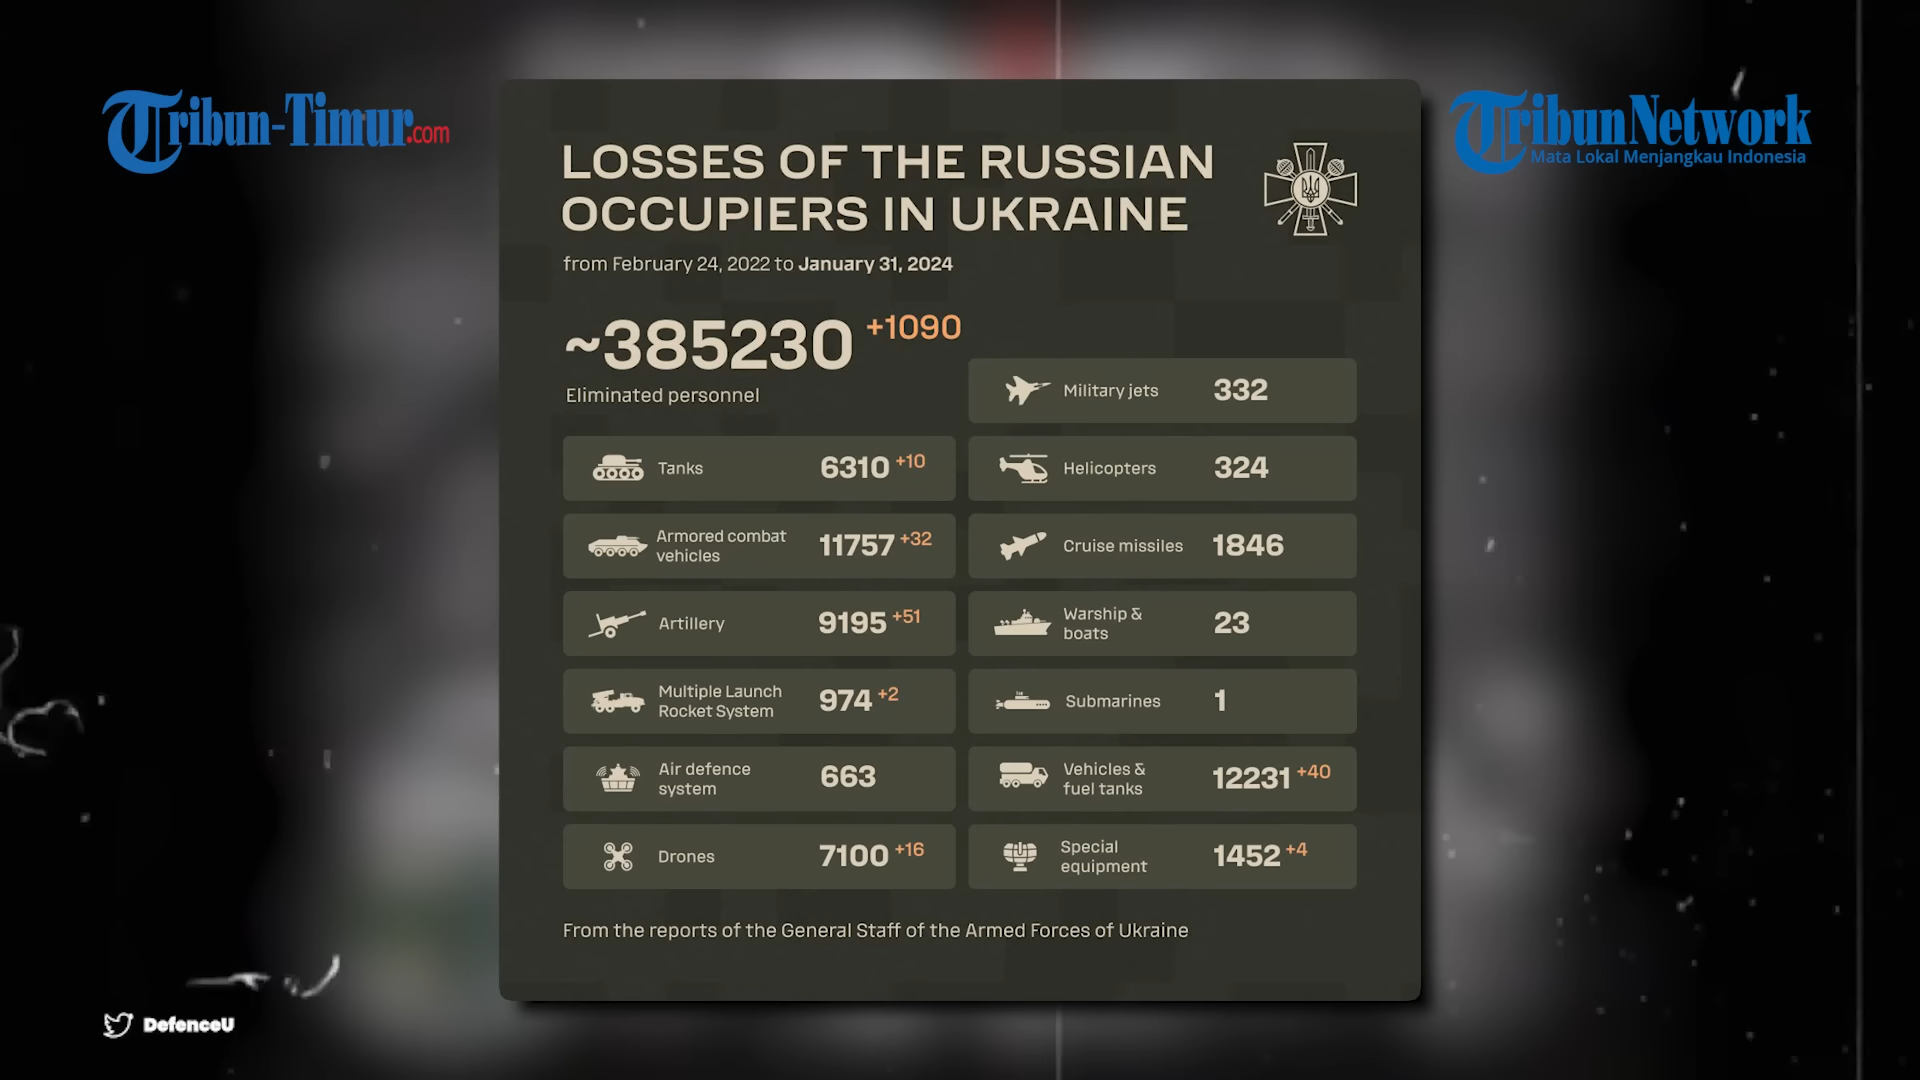 Tribun-Timur.com
TribunNetwork
Mata Lokal Menjangkau Indonesia
LOSSES OF THE RUSSIAN
OCCUPIERS IN UKRAINE
from February 24, 2022 to January 31, 2024
~385230 +1090
Eliminated personnel
Military jets 332
Tanks 6310 +10
Helicopters 324
Armored combat
vehicles 11757 +32
Cruise missiles 1846
Artillery 9195 +51
Warship &
boats 23
Multiple Launch
Rocket System 974 +2
Submarines 1
Air defence
system 663
Vehicles &
fuel tanks 12231 +40
Drones 7100 +16
Special
equipment 1452 +4
From the reports of the General Staff of the Armed Forces of Ukraine
DefenceU